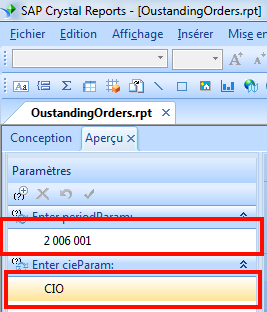 SAP Crystal Reports - [OustandingOrders.rpt]
Fichier Edition Affichage Insérer Mise en
OustandingOrders.rpt
Conception Aperçu
Paramètres
Enter periodParam:
2 006 001
Enter cieParam:
CIO